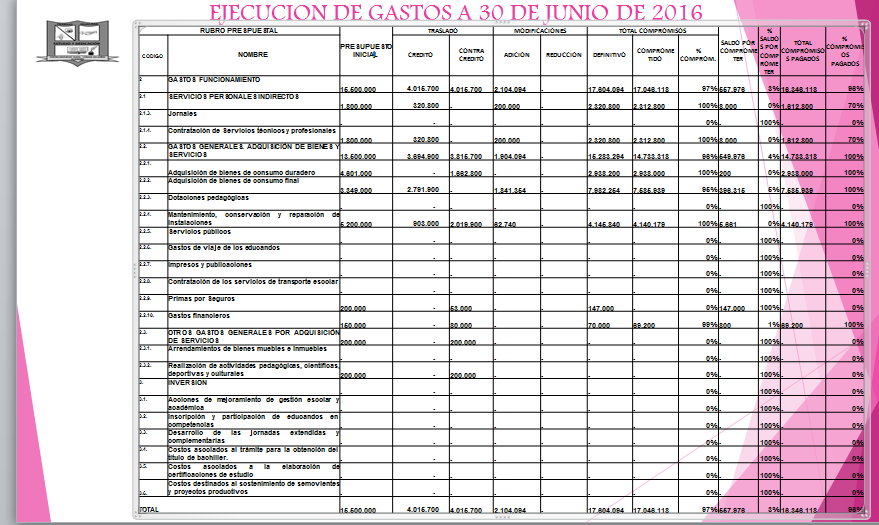 EJECUCION DE GASTOS A 30 DE JUNIO DE 2016
RUBRO PRESUPUESTAL TRASLADO MODIFICACIONES TOTAL COMPROMISOS
CODIGO NOMBRE PRESUPUESTO INICIAL CREDITO CONTRA CREDITO ADICIÓN REDUCCIÓN DEFINITIVO COMPROMETIDO % COMPROM. SALDO POR COMPROMETER % SALDOS POR COMPROMETER TOTAL COMPROMISOS PAGADOS % COMPROMISOS PAGADOS
2 GASTOS FUNCIONAMIENTO 15.500.000 4.015.700 4.015.700 2.104.094 - 17.604.094 17.046.118 97% 557.976 3% 16.346.118 96%
2.1 SERVICIOS PERSONALES INDIRECTOS 1.800.000 320.800 - 200.000 - 2.320.800 2.312.800 100% 8.000 0% 1.612.800 70%
2.1.3. Jornales - - - - - - - 0% - 100% - 0%
2.1.4. Contratación de Servicios técnicos y profesionales 1.800.000 320.800 - 200.000 - 2.320.800 2.312.800 100% 8.000 0% 1.612.800 70%
2.2. GASTOS GENERALES. ADQUISICIÓN DE BIENES Y SERVICIOS 13.500.000 3.694.900 3.815.700 1.904.094 - 15.283.294 14.733.318 96% 549.976 4% 14.733.318 100%
2.2.1. Adquisición de bienes de consumo duradero 4.601.000 - 1.662.800 - - 2.938.200 2.938.000 100% 200 0% 2.938.000 100%
2.2.2. Adquisición de bienes de consumo final 3.349.000 2.791.900 - 1.841.354 - 7.982.254 7.585.939 95% 396.315 5% 7.585.939 100%
2.2.3. Dotaciones pedagógicas - - - - - - - 0% - 100% - 0%
2.2.4. Mantenimiento, conservación y reparación de instalaciones 5.200.000 903.000 2.019.900 62.740 - 4.145.840 4.140.179 100% 5.661 0% 4.140.179 100%
2.2.5. Servicios públicos - - - - - - - 0% - 100% - 0%
2.2.6. Gastos de viaje de los educandos - - - - - - - 0% - 100% - 0%
2.2.7. Impresos y publicaciones - - - - - - - 0% - 100% - 0%
2.2.8. Contratación de los servicios de transporte escolar - - - - - - - 0% - 100% - 0%
2.2.9. Primas por Seguros 200.000 - 53.000 - - 147.000 - 0% 147.000 100% - 0%
2.2.10. Gastos financieros 150.000 - 80.000 - - 70.000 69.200 99% 800 1% 69.200 100%
2.3. OTROS GASTOS GENERALES POR ADQUISICIÓN DE SERVICIOS 200.000 - 200.000 - - - - 0% - 100% - 0%
2.3.1. Arrendamientos de bienes muebles e inmuebles - - - - - - - 0% - 100% - 0%
2.3.2. Realización de actividades pedagógicas, científicas, deportivas y culturales 200.000 - 200.000 - - - - 0% - 100% - 0%
3. INVERSION - - - - - - - 0% - 100% - 0%
3.1. Acciones de mejoramiento de gestión escolar y académica - - - - - - - 0% - 100% - 0%
3.2. Inscripción y participación de educandos en competencias - - - - - - - 0% - 100% - 0%
3.3. Desarrollo de las jornadas extendidas y complementarias - - - - - - - 0% - 100% - 0%
3.4. Costos asociados al trámite para la obtención del título de bachiller. - - - - - - - 0% - 100% - 0%
3.5. Costos asociados a la elaboración de certificaciones de estudio - - - - - - - 0% - 100% - 0%
3.6. Costos destinados al sostenimiento de semovientes y proyectos productivos - - - - - - - 0% - 100% - 0%
TOTAL 15.500.000 4.015.700 4.015.700 2.104.094 - 17.604.094 17.046.118 97% 557.976 3% 16.346.118 96%